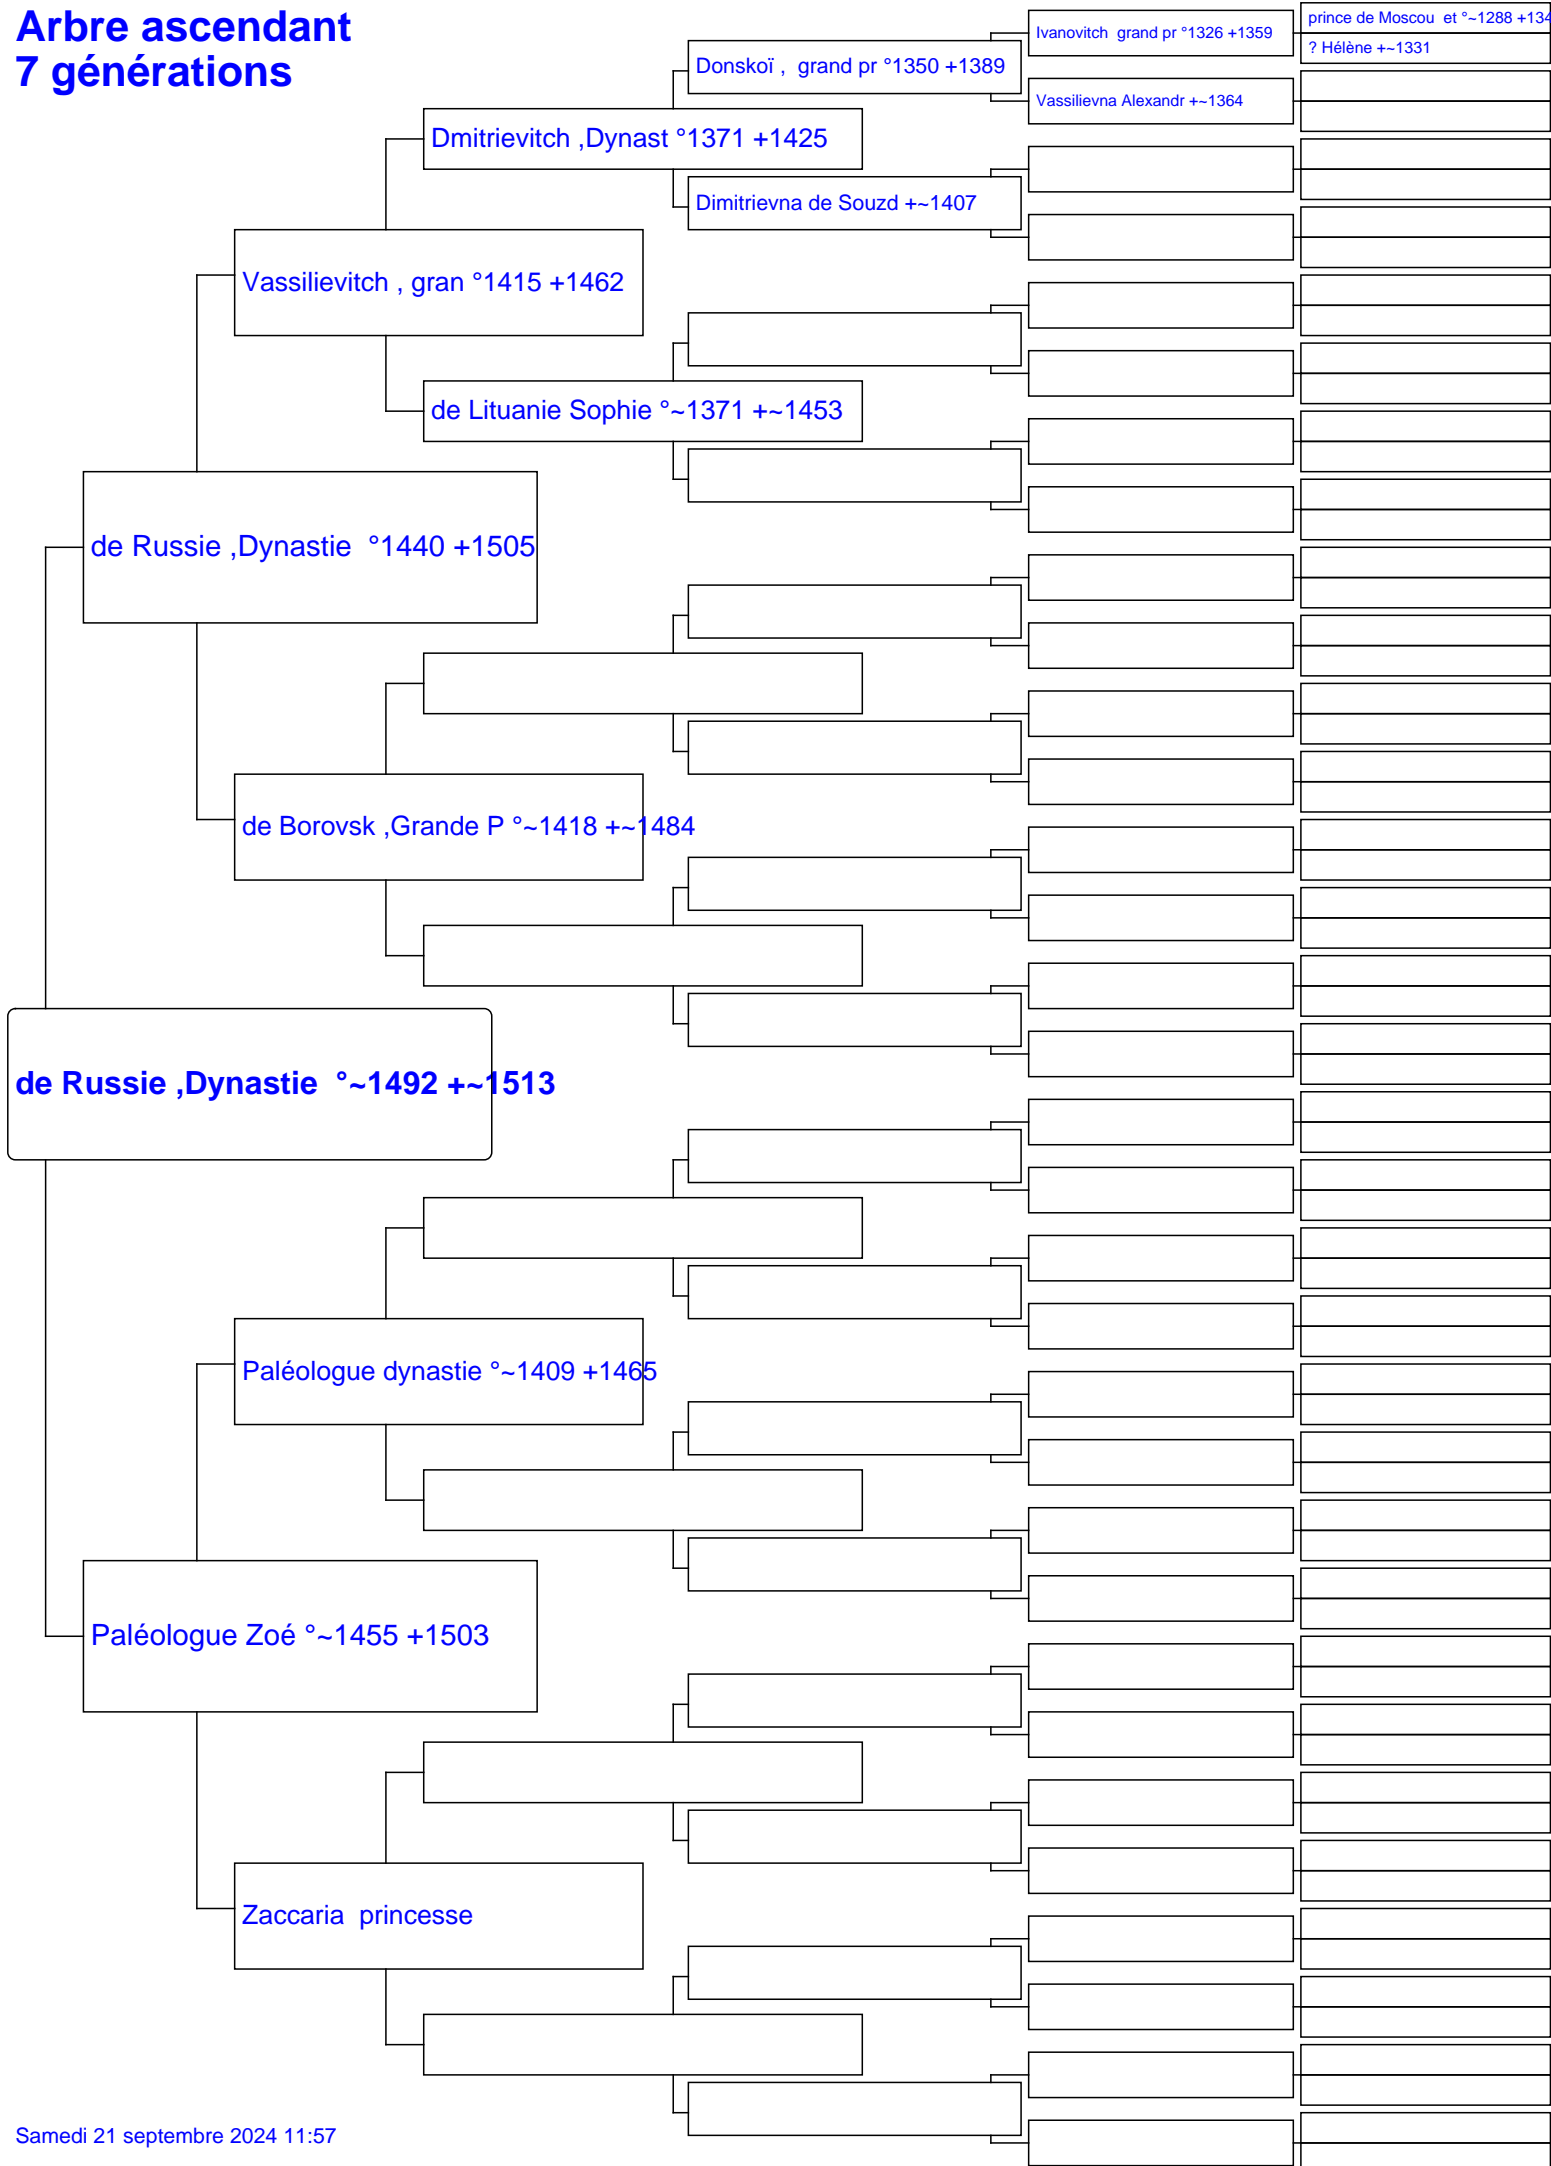 Arbre ascendant
7 générations
prince de Moscou et °~1288 +134
Ivanovitch grand pr °1326 +1359
? Hélène +~1331
Donskoï , grand pr °1350 +1389
Vassilievna Alexandr +~1364
Dmitrievitch ,Dynast °1371 +1425
Dimitrievna de Souzd +~1407
Vassilievitch , gran °1415 +1462
de Lituanie Sophie °~1371 +~1453
de Russie ,Dynastie °1440 +1505
de Borovsk ,Grande P °~1418 +~1484
de Russie ,Dynastie °~1492 +~1513
Paléologue dynastie °~1409 +1465
Paléologue Zoé °~1455 +1503
Zaccaria princesse
Samedi 21 septembre 2024 11:57